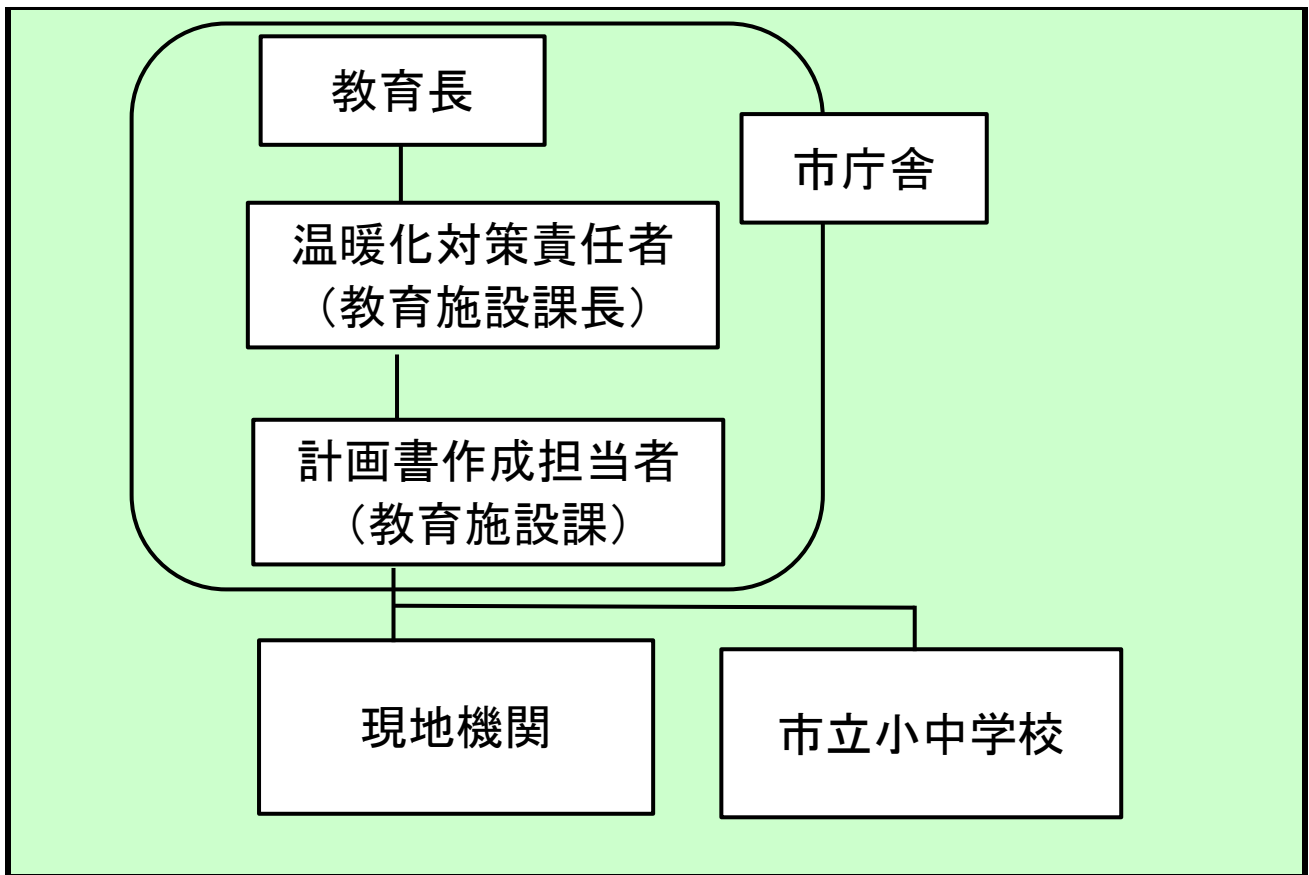 教育長
市庁舎
温暖化対策責任者
（教育施設課長）
計画書作成担当者
（教育施設課）
現地機関
市立小中学校